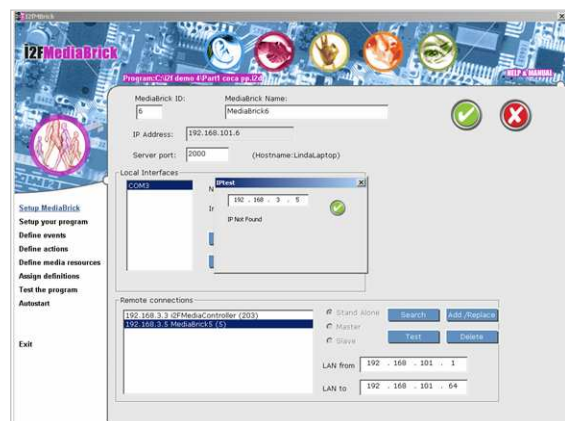 i2FMediaBrick
i2FMediaBrick
Program:C:\i2f demo 4\Part1 coca pp.i2d
HELP & MANUAL
MediaBrick ID:
MediaBrick Name:
6
MediaBrick6
IP Address:
192.168.101.6
Server port:
2000
(Hostname:LindaLaptop)
Local Interfaces
COM3
IPtest
192 . 168 . 3 . 5
IP Not Found
Setup MediaBrick
Setup your program
Define events
Define actions
Define media resources
Assign definitions
Test the program
Autostart
Exit
Remote connections
192.168.3.3 i2FMediaController (203)
192.168.3.5 MediaBrick5 (5)
Stand Alone
Master
Slave
Search
Add /Replace
Test
Delete
LAN from
192 . 168 . 101 . 1
LAN to
192 . 168 . 101 . 64